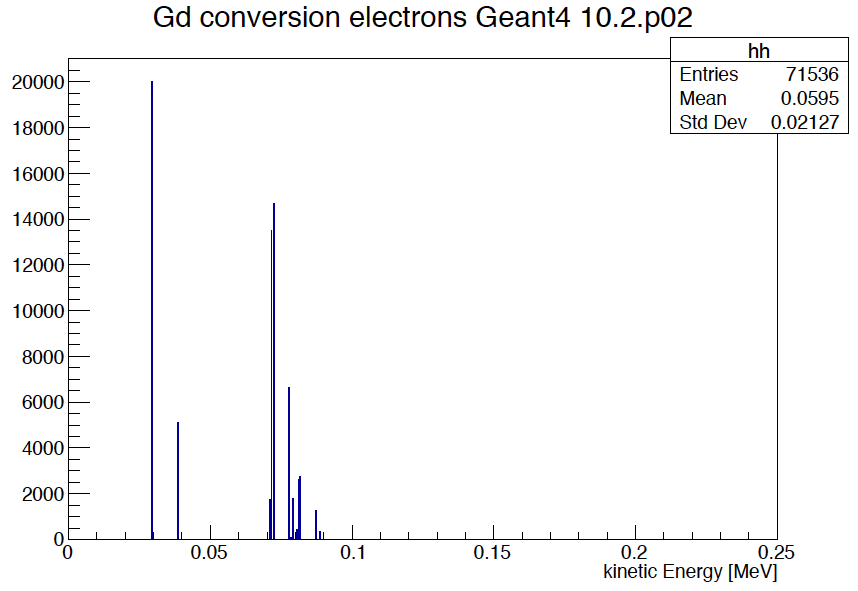 Gd conversion electrons Geant4 10.2.p02
hh
Entries 71536
Mean 0.0595
Std Dev 0.02127
20000
18000
16000
14000
12000
10000
8000
6000
4000
2000
0
0 0.05 0.1 0.15 0.2 0.25
kinetic Energy [MeV]